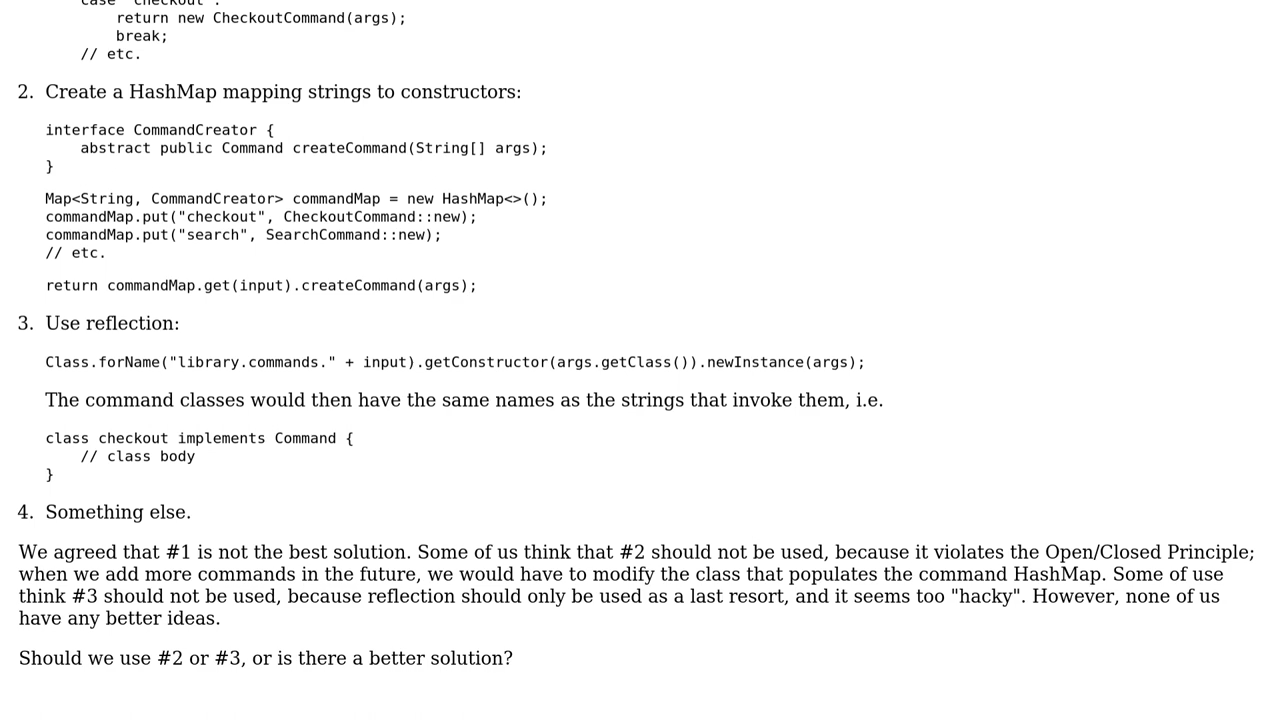 case "checkout":
return new CheckoutCommand(args);
break;
// etc.
2. Create a HashMap mapping strings to constructors:
interface CommandCreator {
abstract public Command createCommand(String[] args);
}
Map<String, CommandCreator> commandMap = new HashMap<>();
commandMap.put("checkout", CheckoutCommand::new);
commandMap.put("search", SearchCommand::new);
// etc.
return commandMap.get(input).createCommand(args);
3. Use reflection:
Class.forName("library.commands." + input).getConstructor(args.getClass()).newInstance(args);
The command classes would then have the same names as the strings that invoke them, i.e.
class checkout implements Command {
// class body
}
4. Something else.
We agreed that #1 is not the best solution. Some of us think that #2 should not be used, because it violates the Open/Closed Principle;
when we add more commands in the future, we would have to modify the class that populates the command HashMap. Some of use
think #3 should not be used, because reflection should only be used as a last resort, and it seems too "hacky". However, none of us
have any better ideas.
Should we use #2 or #3, or is there a better solution?